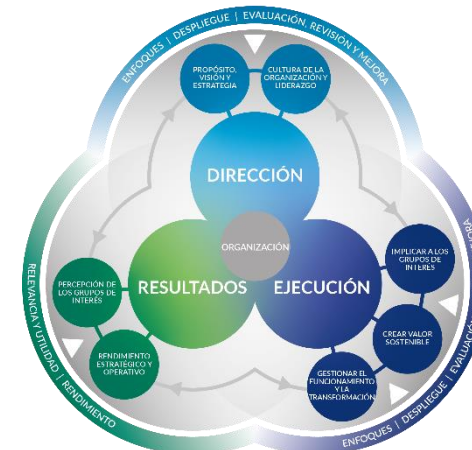 ENFOQUES | DESPLIEGUE | EVALUACIÓN, REVISIÓN Y MEJORA
PROPÓSITO,
VISIÓN Y
ESTRATEGIA
CULTURA DE LA
ORGANIZACIÓN Y
LIDERAZGO
DIRECCIÓN
ORGANIZACIÓN
RESULTADOS
EJECUCIÓN
PERCEPCIÓN DE
LOS GRUPOS DE
INTERÉS
RENDIMIENTO
ESTRATÉGICO Y
OPERATIVO
IMPLICAR A LOS
GRUPOS DE
INTERÉS
CREAR VALOR
SOSTENIBLE
GESTIONAR EL
FUNCIONAMIENTO
Y LA
TRANSFORMACIÓN
RELEVANCIA Y UTILIDAD | RENDIMIENTO
ENFOQUES | DESPLIEGUE |